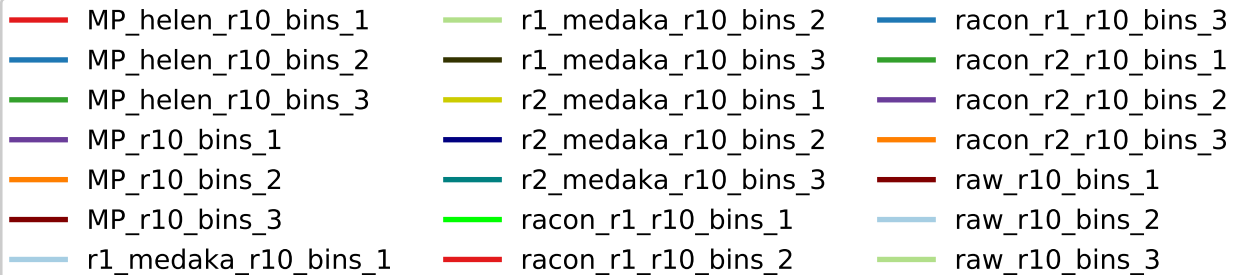 MP_helen_r10_bins_1
MP_helen_r10_bins_2
MP_helen_r10_bins_3
MP_r10_bins_1
MP_r10_bins_2
MP_r10_bins_3
r1_medaka_r10_bins_1
r1_medaka_r10_bins_2
r1_medaka_r10_bins_3
r2_medaka_r10_bins_1
r2_medaka_r10_bins_2
r2_medaka_r10_bins_3
racon_r1_r10_bins_1
racon_r1_r10_bins_2
racon_r1_r10_bins_3
racon_r2_r10_bins_1
racon_r2_r10_bins_2
racon_r2_r10_bins_3
raw_r10_bins_1
raw_r10_bins_2
raw_r10_bins_3